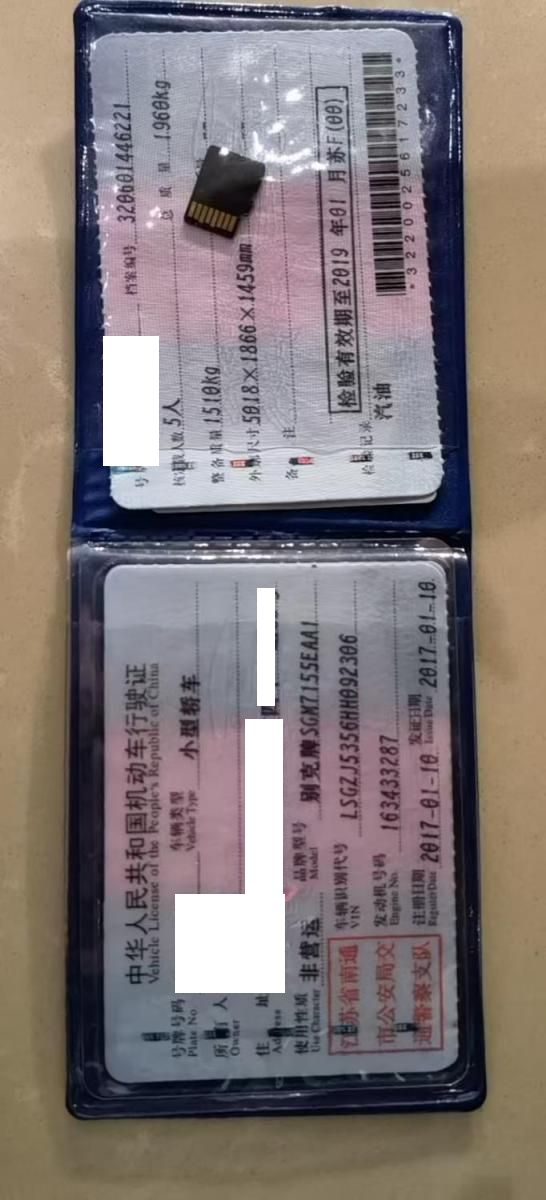 中华人民共和国机动车行驶证
Vehicle License of the People's Republic of China
号牌号码
Plate No.
车辆类型
Vehicle Type
小型轿车
所有人
Owner
住 址
Address
使用性质
Use Character
非营运
品牌型号
Model
别克牌SGM7155EAA1
江苏省南通
市公安局交
通警察支队
车辆识别代号
VIN
LSGZJ5356HH092306
发动机号码
Engine No.
163433287
注册日期
Register Date
2017-01-10
发证日期
Issue Date
2017-01-10
档案编号
320601446221
核定载人数
5人
总质量
1960kg
整备质量
1510kg
外廓尺寸
5018×1866×1459mm
备 注
检验有效期至2019 年01 月苏F(00)
检验记录
汽油
*32200025617233*